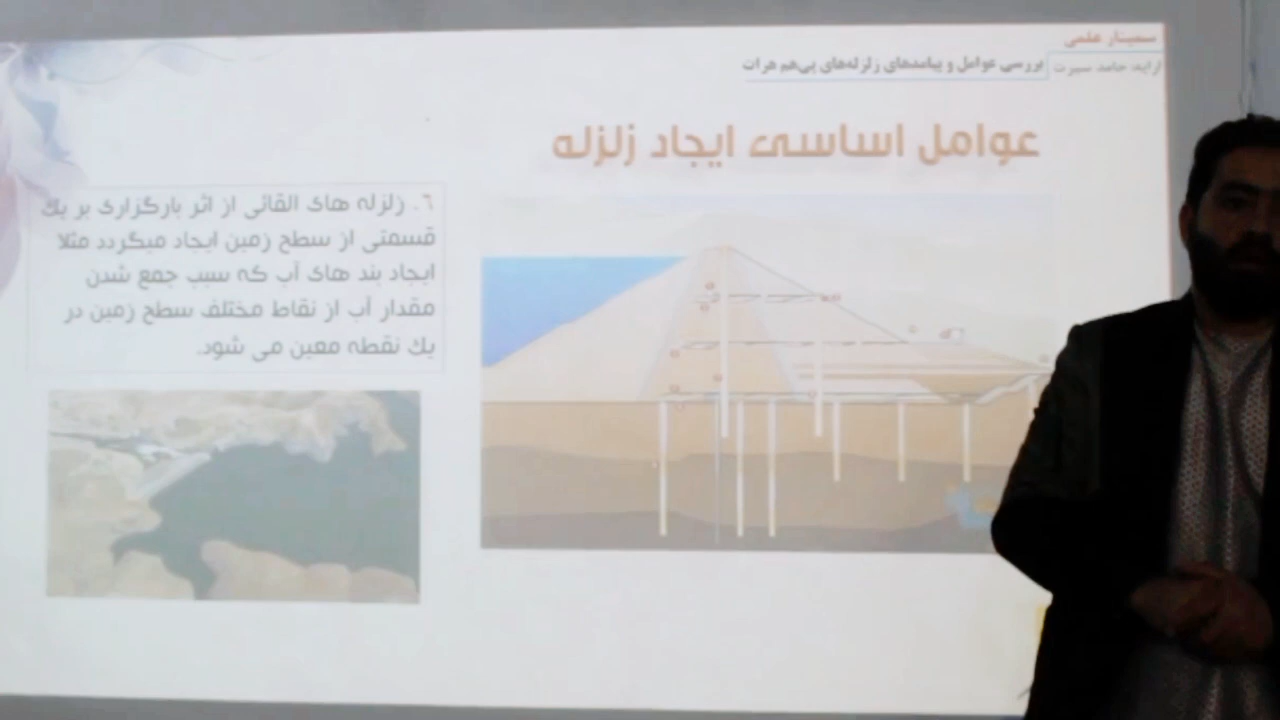 سمینار علمی
ارایه: حامد سیرت
بررسی عوامل و پیامدهای زلزله‌های پی‌هم هرات
عوامل اساسی ایجاد زلزله
٦. زلزله های القائی از اثر بارگزاری بر یک
قسمتی از سطح زمین ایجاد میگردد مثلا
ایجاد بند های آب که سبب جمع شدن
مقدار آب از نقاط مختلف سطح زمین در
یک نقطه معین می شود.